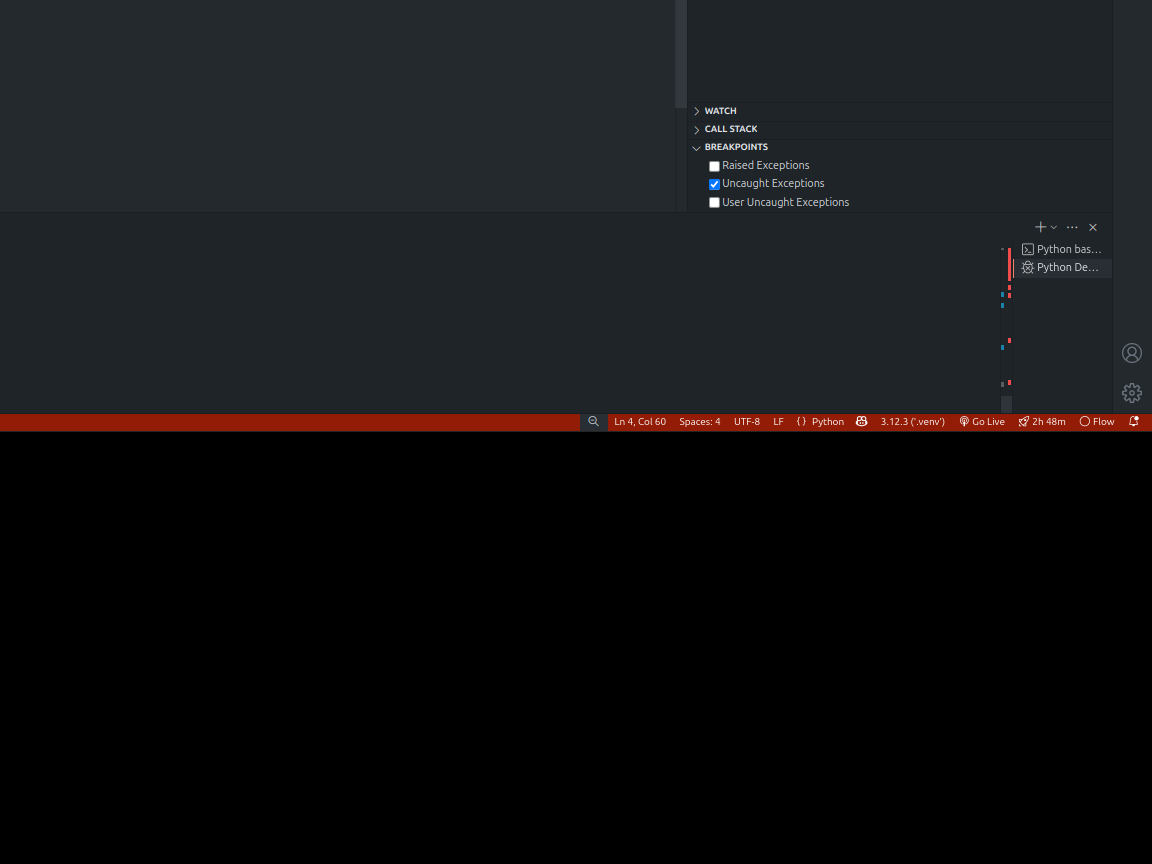 WATCH
CALL STACK
BREAKPOINTS
Raised Exceptions
Uncaught Exceptions
User Uncaught Exceptions
Python bas...
Python De...
Ln 4, Col 60 Spaces: 4 UTF-8 LF {} Python 3.12.3 ('.venv') Go Live 2h 48m Flow